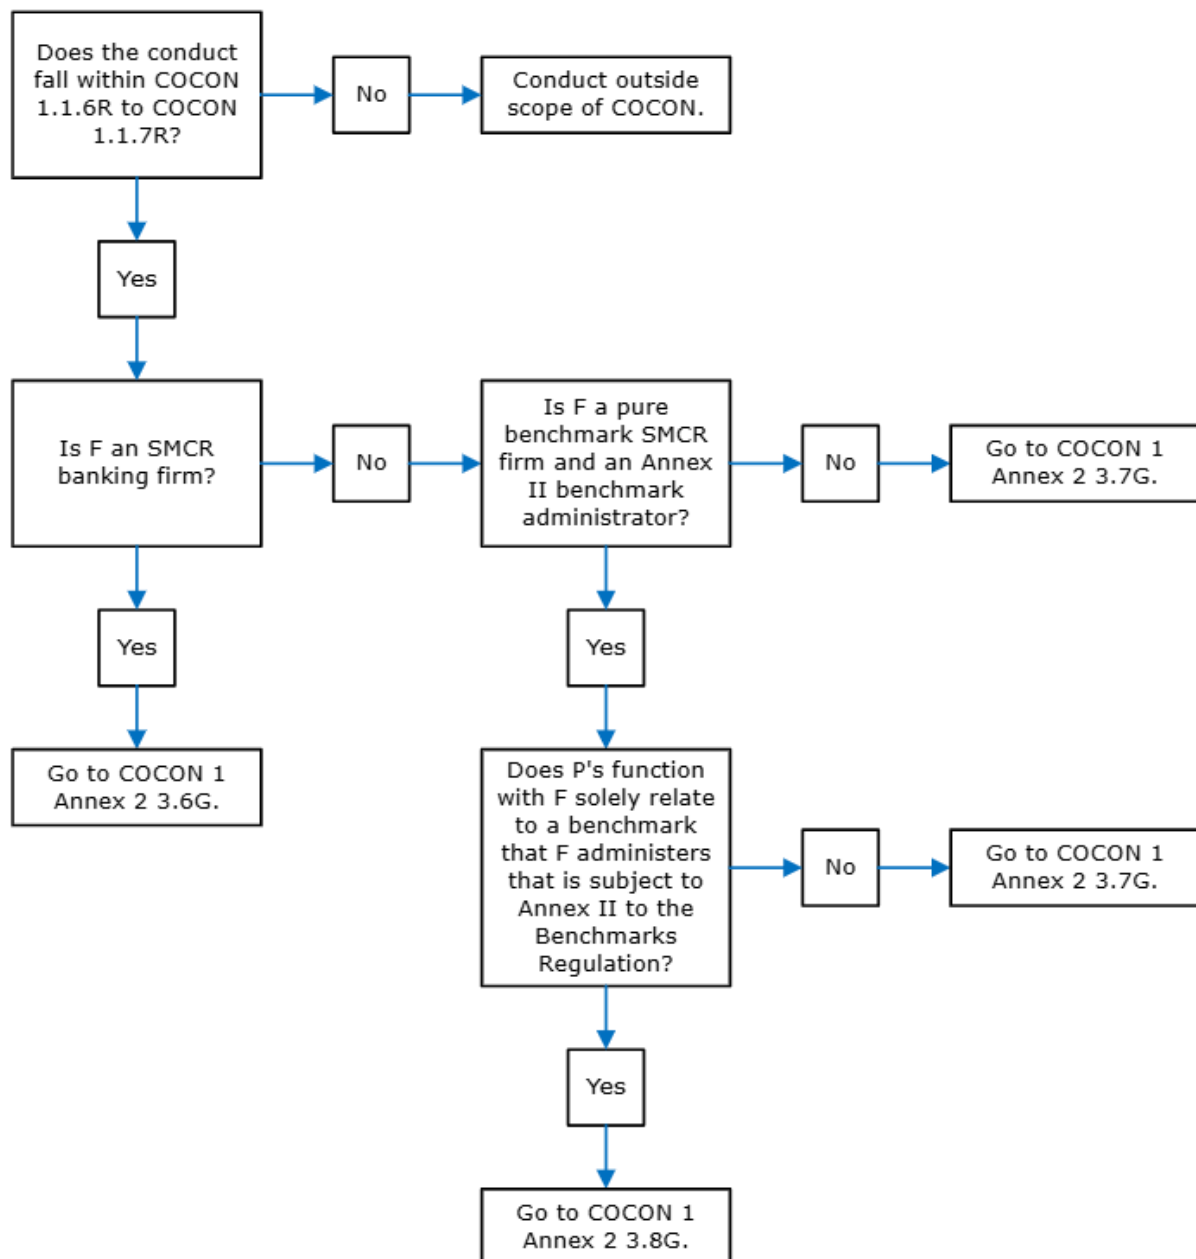 Does the conduct
fall within COCON
1.1.6R to COCON
1.1.7R?
No
Conduct outside
scope of COCON.
Yes
Is F an SMCR
banking firm?
No
Is F a pure
benchmark SMCR
firm and an Annex
II benchmark
administrator?
No
Go to COCON 1
Annex 2 3.7G.
Yes
Yes
Go to COCON 1
Annex 2 3.6G.
Does P's function
with F solely relate
to a benchmark
that F administers
that is subject to
Annex II to the
Benchmarks
Regulation?
No
Go to COCON 1
Annex 2 3.7G.
Yes
Go to COCON 1
Annex 2 3.8G.